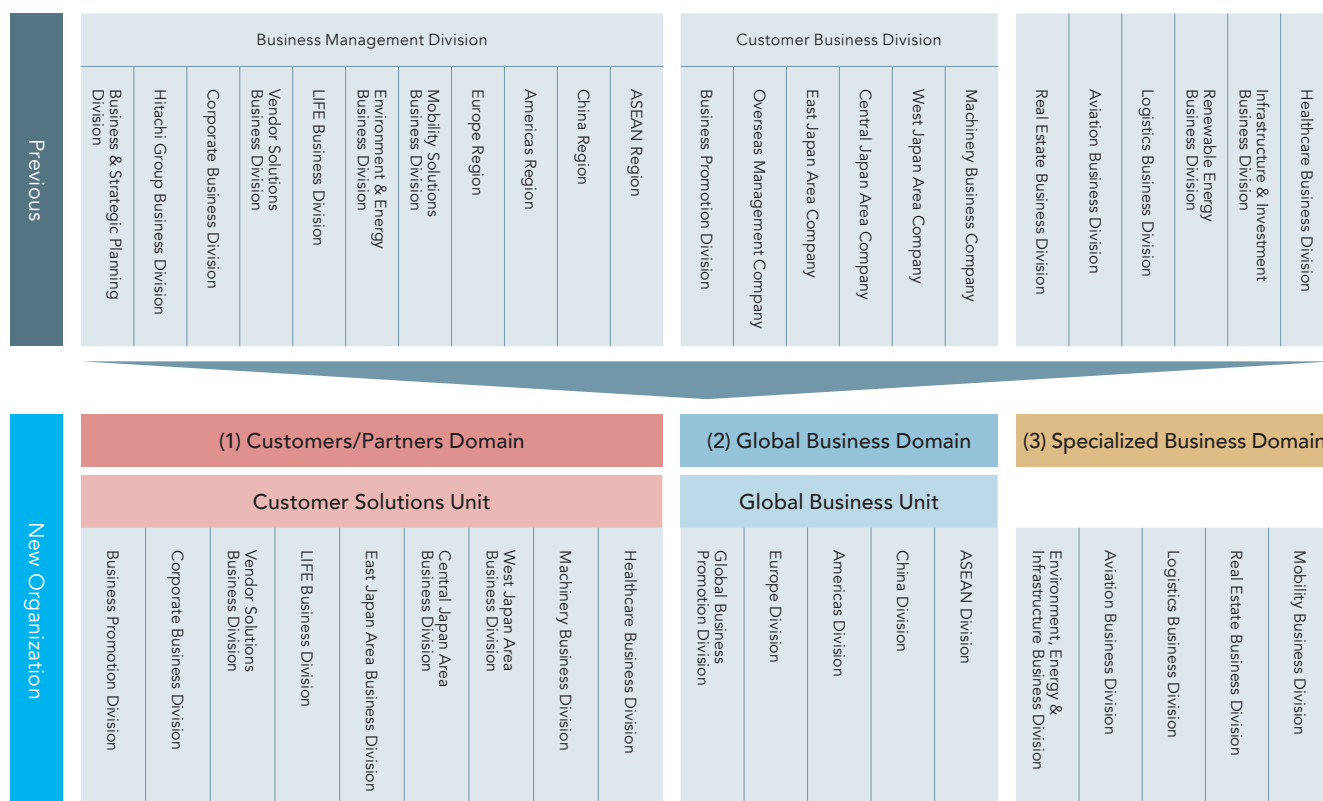 Previous
Business Management Division
Business & Strategic Planning
Division
Hitachi Group Business Division
Corporate Business Division
Vendor Solutions
Business Division
LIFE Business Division
Environment & Energy
Business Division
Mobility Solutions
Business Division
Europe Region
Americas Region
China Region
ASEAN Region
Customer Business Division
Business Promotion Division
Overseas Management Company
East Japan Area Company
Central Japan Area Company
West Japan Area Company
Machinery Business Company
Real Estate Business Division
Aviation Business Division
Logistics Business Division
Renewable Energy
Business Division
Infrastructure & Investment
Business Division
Healthcare Business Division
New Organization
(1) Customers/Partners Domain
Customer Solutions Unit
Business Promotion Division
Corporate Business Division
Vendor Solutions
Business Division
LIFE Business Division
East Japan Area Business Division
Central Japan Area
Business Division
West Japan Area
Business Division
Machinery Business Division
Healthcare Business Division
(2) Global Business Domain
Global Business Unit
Global Business
Promotion Division
Europe Division
Americas Division
China Division
ASEAN Division
(3) Specialized Business Domain
Environment, Energy &
Infrastructure Business Division
Aviation Business Division
Logistics Business Division
Real Estate Business Division
Mobility Business Division